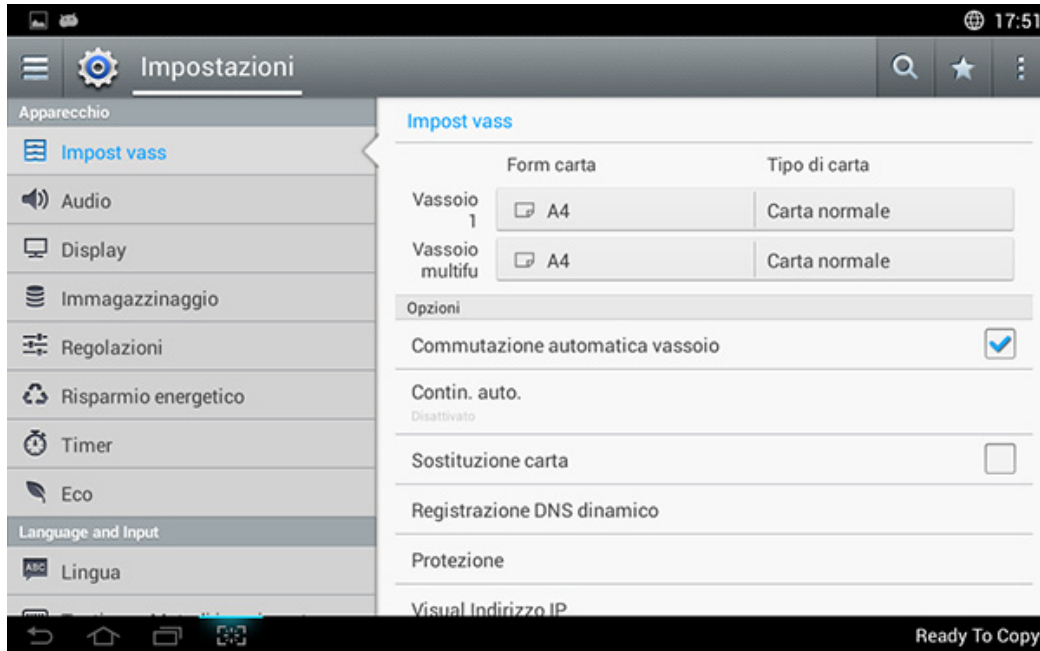 17:51
Impostazioni
Apparecchio
Impost vass
Audio
Display
Immagazzinaggio
Regolazioni
Risparmio energetico
Timer
Eco
Language and Input
ABC Lingua
Impost vass
Form carta Tipo di carta
Vassoio
1
A4 Carta normale
Vassoio
multifu
A4 Carta normale
Opzioni
Commutazione automatica vassoio
Contin. auto.
Disattivato
Sostituzione carta
Registrazione DNS dinamico
Protezione
Visual Indirizzo IP
Ready To Copy